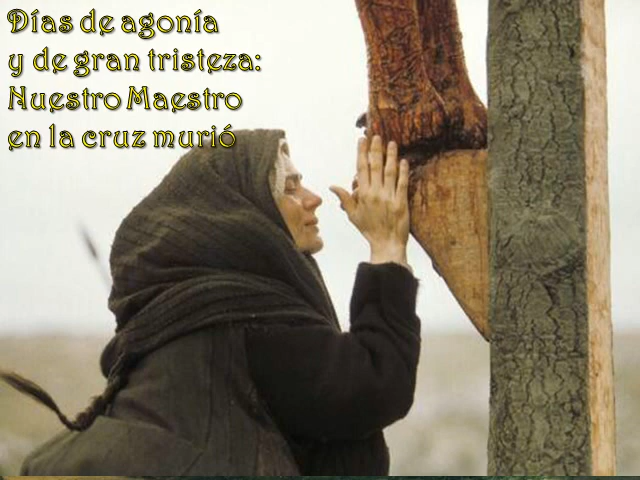 Días de agonía
y de gran tristeza:
Nuestro Maestro
en la cruz murió